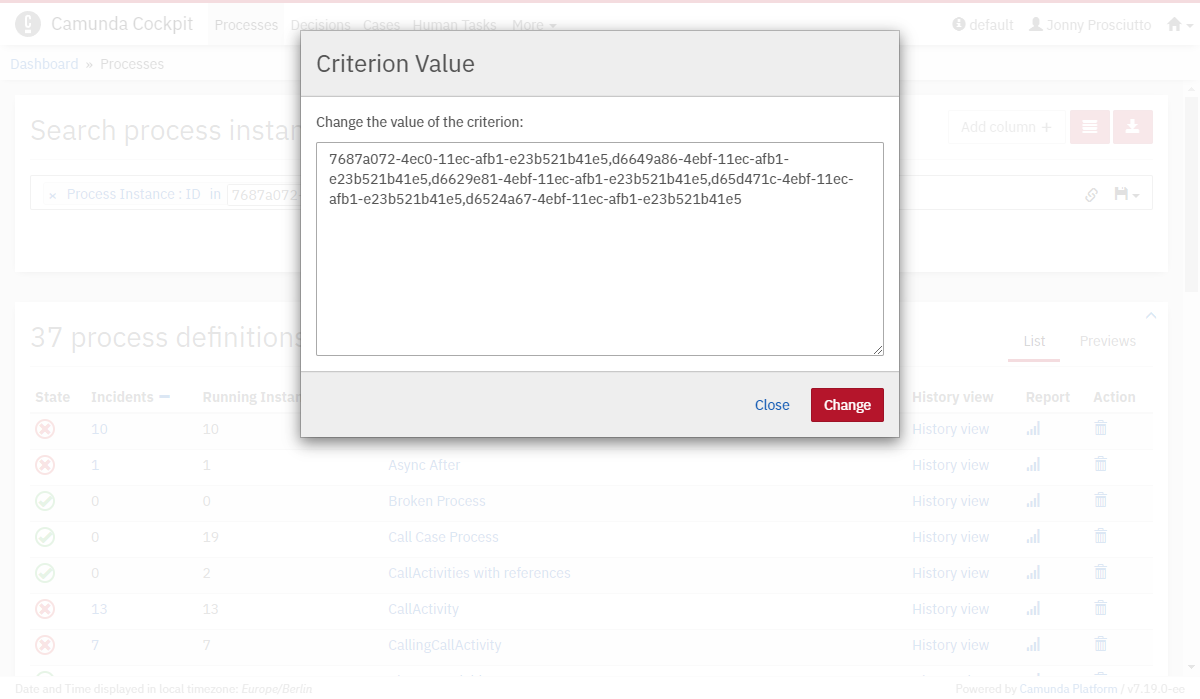 Camunda Cockpit Processes Decisions Cases Human Tasks More default Jonny Prosciutto
Dashboard » Processes
Criterion Value
Search process instan
Add column +
Change the value of the criterion:
7687a072-4ec0-11ec-afb1-e23b521b41e5,d6649a86-4ebf-11ec-afb1-
e23b521b41e5,d6629e81-4ebf-11ec-afb1-e23b521b41e5,d65d471c-4ebf-11ec-
afb1-e23b521b41e5,d6524a67-4ebf-11ec-afb1-e23b521b41e5
× Process Instance : ID in 7687a072-
37 process definitions
List Previews
Close Change
State Incidents Running Instan History view Report Action
10 10 History view
1 1 Async After History view
0 0 Broken Process History view
0 19 Call Case Process History view
0 2 CallActivities with references History view
13 13 CallActivity History view
7 7 CallingCallActivity History view
Date and Time displayed in local timezone: Europe/Berlin
Powered by Camunda Platform / v7.19.0-ee